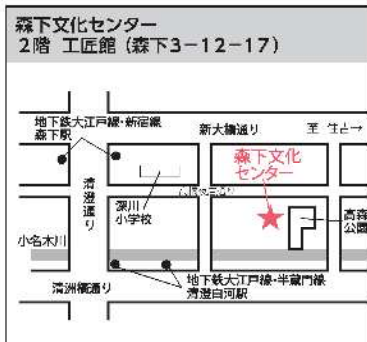 森下文化センター
2階 工匠館 (森下3-12-17)
地下鉄大江戸線・新宿線
森下駅
新大橋通り
至 住吉→
清澄通り
深川
小学校
森下文化
センター
高森
公園
小名木川
清洲橋通り
地下鉄大江戸線・半蔵門線
清澄白河駅